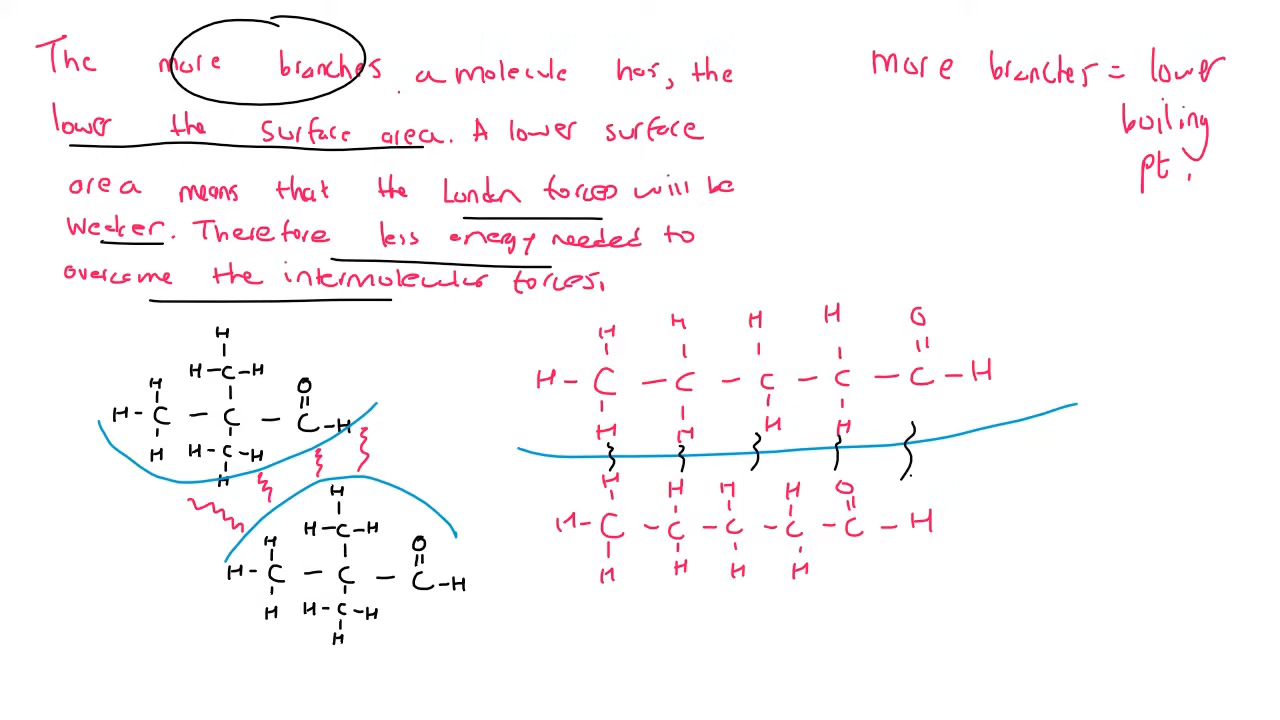 The more branches a molecule has, the
lower the surface area. A lower surface
area means that the London forces will be
weaker. Therefore less energy needed to
overcome the intermolecular forces.
more branches = lower
boiling
pt.
H
H-C-H
H H O
H-C-C-C-H
H H-C-H
H
H
H-C-H
H O
H-C-C-C-H
H H-C-H
H
H H H H O
H-C-C-C-C-C-H
H H H H
H H H H O
H-C-C-C-C-C-H
H H H H